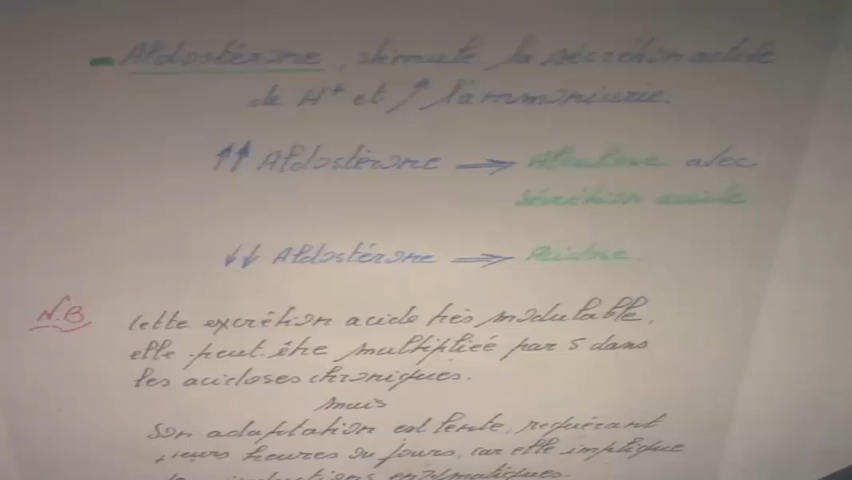 - Aldostérone, stimule la sécrétion acide
de H+ et ↑ l'ammoniurie.
↑↑ Aldostérone ⇒ Alcalose avec
sécrétion acide
↓↓ Aldostérone ⇒ Acidose
N.B Cette excrétion acide très modulable,
elle peut être multipliée par 5 dans
les acidoses chroniques.
mais
Son adaptation est lente, requérant
heures ou jours, car elle implique
inductions enzymatiques.